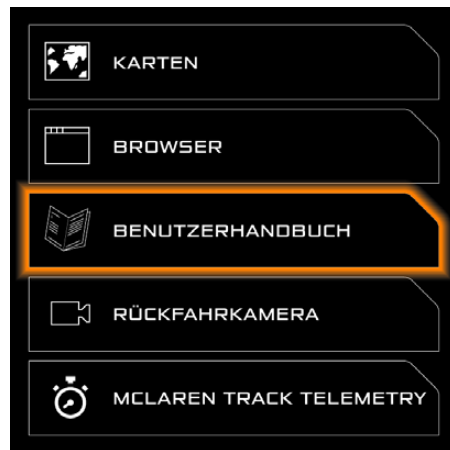 KARTEN
BROWSER
BENUTZERHANDBUCH
RÜCKFAHRKAMERA
MCLAREN TRACK TELEMETRY